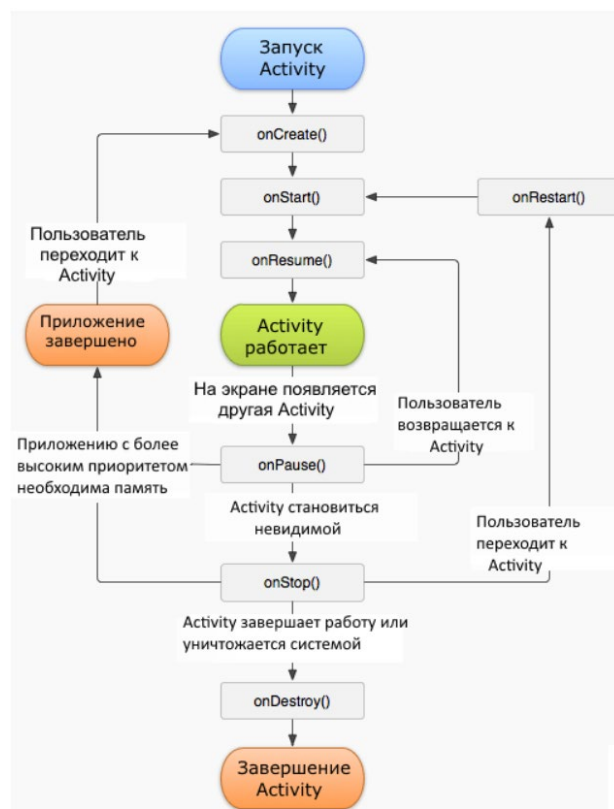 Запуск
Activity
onCreate()
onStart()
onRestart()
Пользователь
переходит к
Activity
onResume()
Приложение
завершено
Activity
работает
На экране появляется
другая Activity
Пользователь
возвращается к
Activity
Приложению с более
высоким приоритетом
необходима память
onPause()
Activity становиться
невидимой
Пользователь
переходит к
Activity
onStop()
Activity завершает работу или
уничтожается системой
onDestroy()
Завершение
Activity